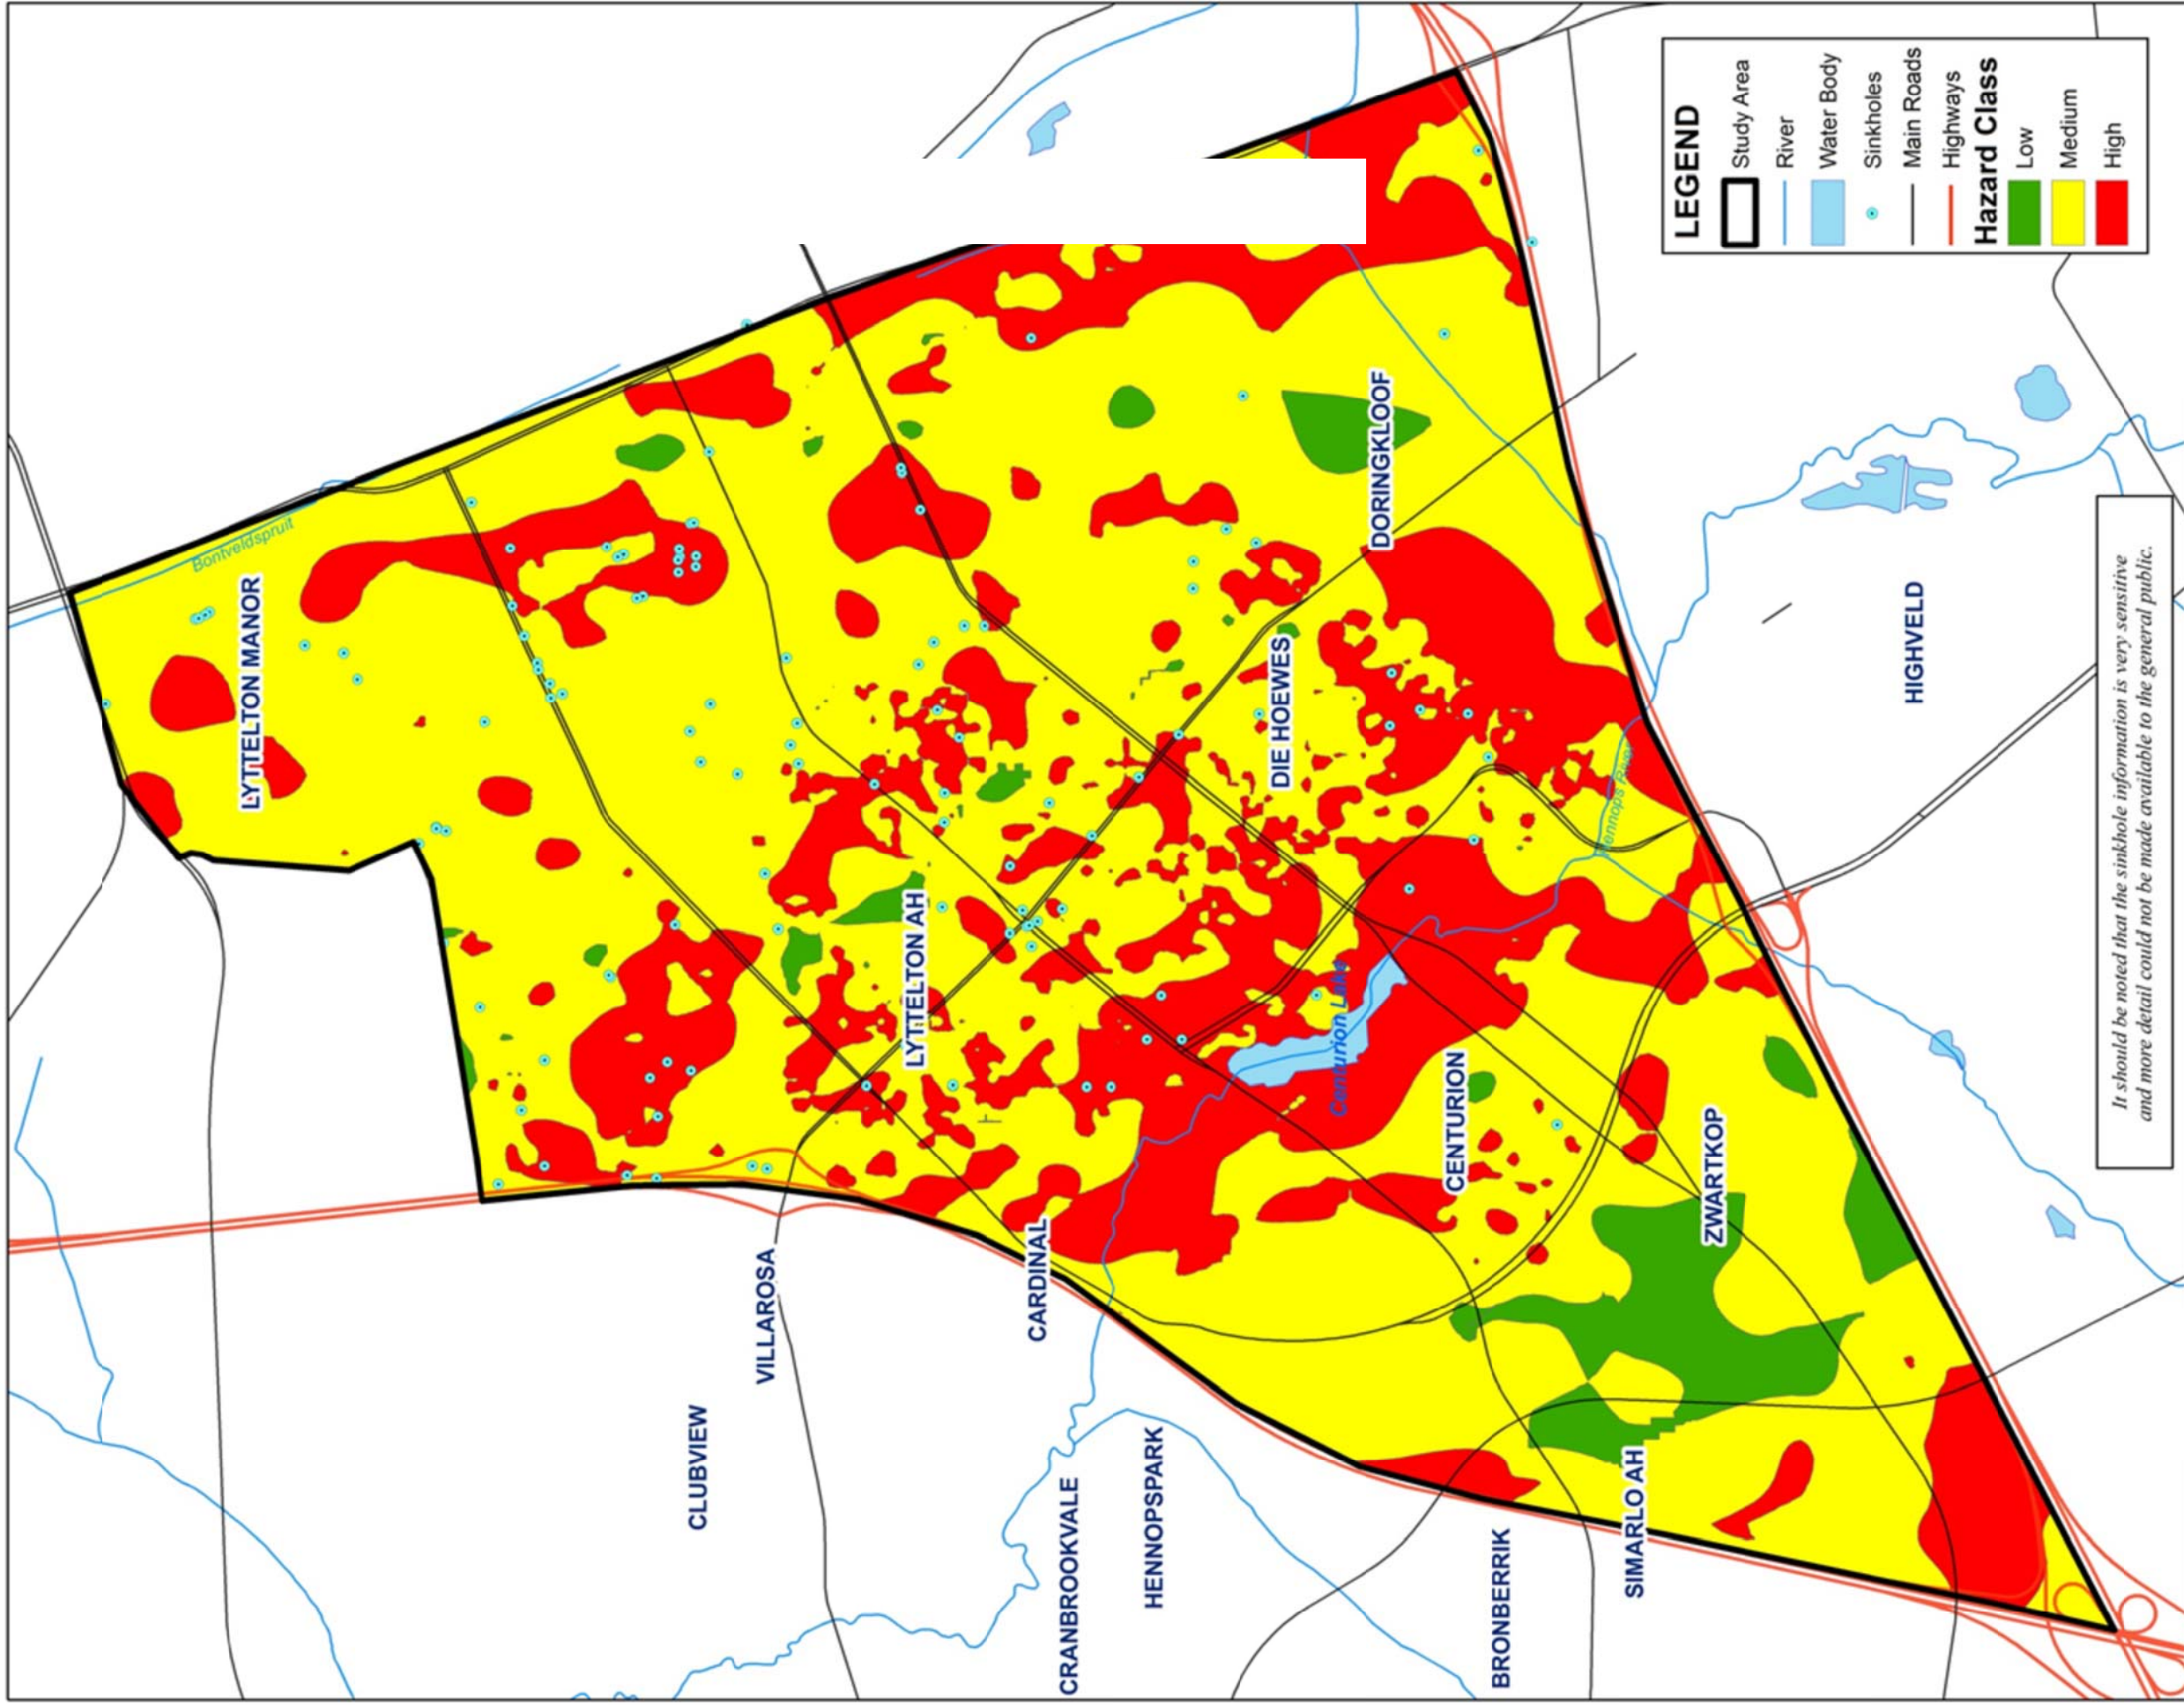 LEGEND
Study Area
River
Water Body
Sinkholes
Main Roads
Highways
Hazard Class
Low
Medium
High
Bontveldspruit
LYTTELTON MANOR
DORINGKLOOF
DIE HOEWES
HIGHVELD
LYTTELTON AH
Centurion Lake
Hennops River
CENTURION
ZWARTKOP
VILLAROSA
CARDINAL
CLUBVIEW
CRANBROOKVALE
HENNOPSPARK
BRONBERRIK
SIMARLO AH
It should be noted that the sinkhole information is very sensitive
and more detail could not be made available to the general public.